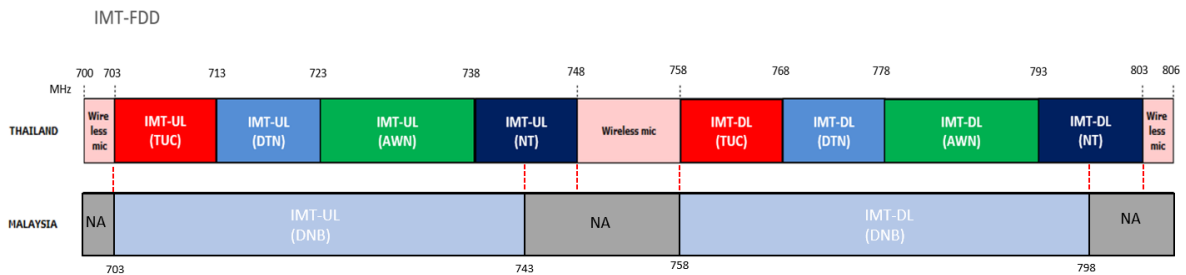 IMT-FDD
700 703 713 723 738 748 758 768 778 793 803 806
MHz
THAILAND
Wire
less
mic
IMT-UL
(TUC)
IMT-UL
(DTN)
IMT-UL
(AWN)
IMT-UL
(NT)
Wireless mic
IMT-DL
(TUC)
IMT-DL
(DTN)
IMT-DL
(AWN)
IMT-DL
(NT)
Wire
less
mic
MALAYSIA
NA
IMT-UL
(DNB)
NA
IMT-DL
(DNB)
NA
703 743 758 798